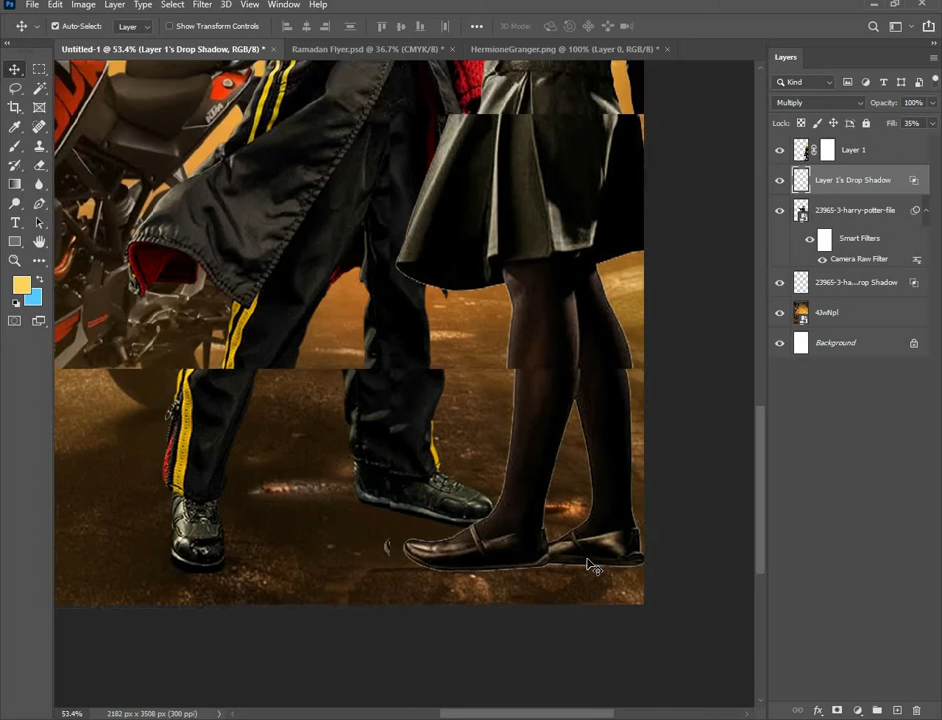 Ps File Edit Image Layer Type Select Filter 3D View Window Help
Auto-Select: Layer Show Transform Controls 3D Mode:
Untitled-1 @ 53.4% (Layer 1's Drop Shadow, RGB/8) * × Ramadan Flyer.psd @ 36.7% (CMYK/8) * × HermioneGranger.png @ 100% (Layer 0, RGB/8) * ×
Layers
Kind
Multiply Opacity: 100%
Lock: Fill: 35%
Layer 1
Layer 1's Drop Shadow
23965-3-harry-potter-file
Smart Filters
Camera Raw Filter
23965-3-ha...rop Shadow
4JwNpl
Background
KTM
53.4% 2182 px x 3508 px (300 ppi)